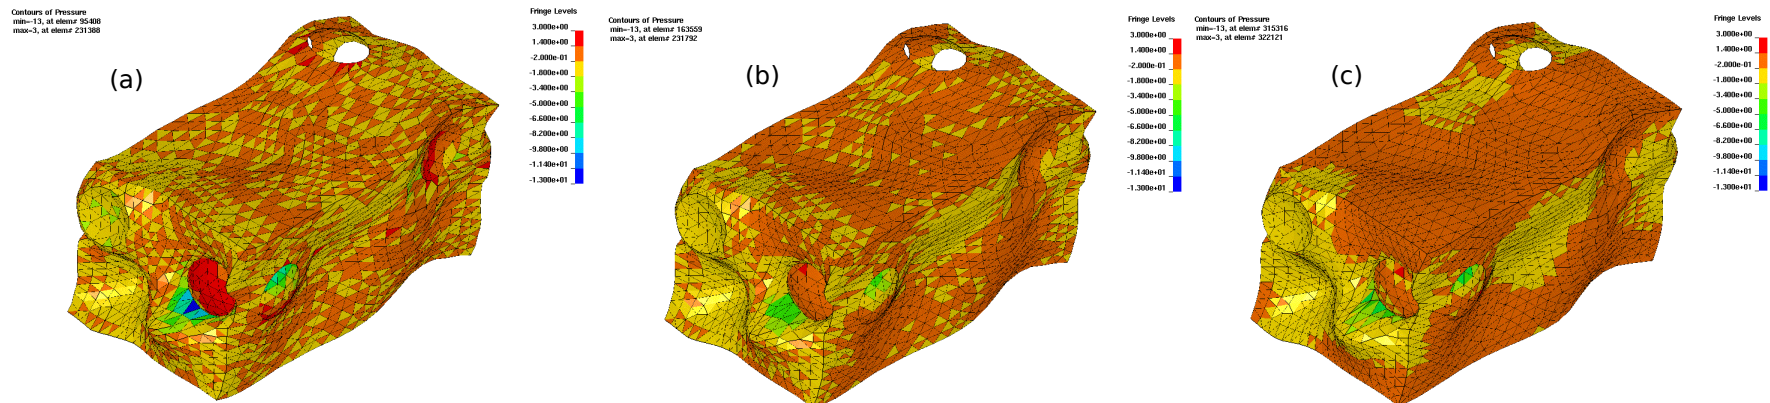 Contours of Pressure
min=-13, at elem# 95408
max=3, at elem# 231388
(a)
Fringe Levels
3.000e+00
1.400e+00
-2.000e-01
-1.800e+00
-3.400e+00
-5.000e+00
-6.600e+00
-8.200e+00
-9.800e+00
-1.140e+01
-1.300e+01
Contours of Pressure
min=-13, at elem# 163559
max=3, at elem# 231792
(b)
Fringe Levels
3.000e+00
1.400e+00
-2.000e-01
-1.800e+00
-3.400e+00
-5.000e+00
-6.600e+00
-8.200e+00
-9.800e+00
-1.140e+01
-1.300e+01
Contours of Pressure
min=-13, at elem# 315316
max=3, at elem# 322121
(c)
Fringe Levels
3.000e+00
1.400e+00
-2.000e-01
-1.800e+00
-3.400e+00
-5.000e+00
-6.600e+00
-8.200e+00
-9.800e+00
-1.140e+01
-1.300e+01